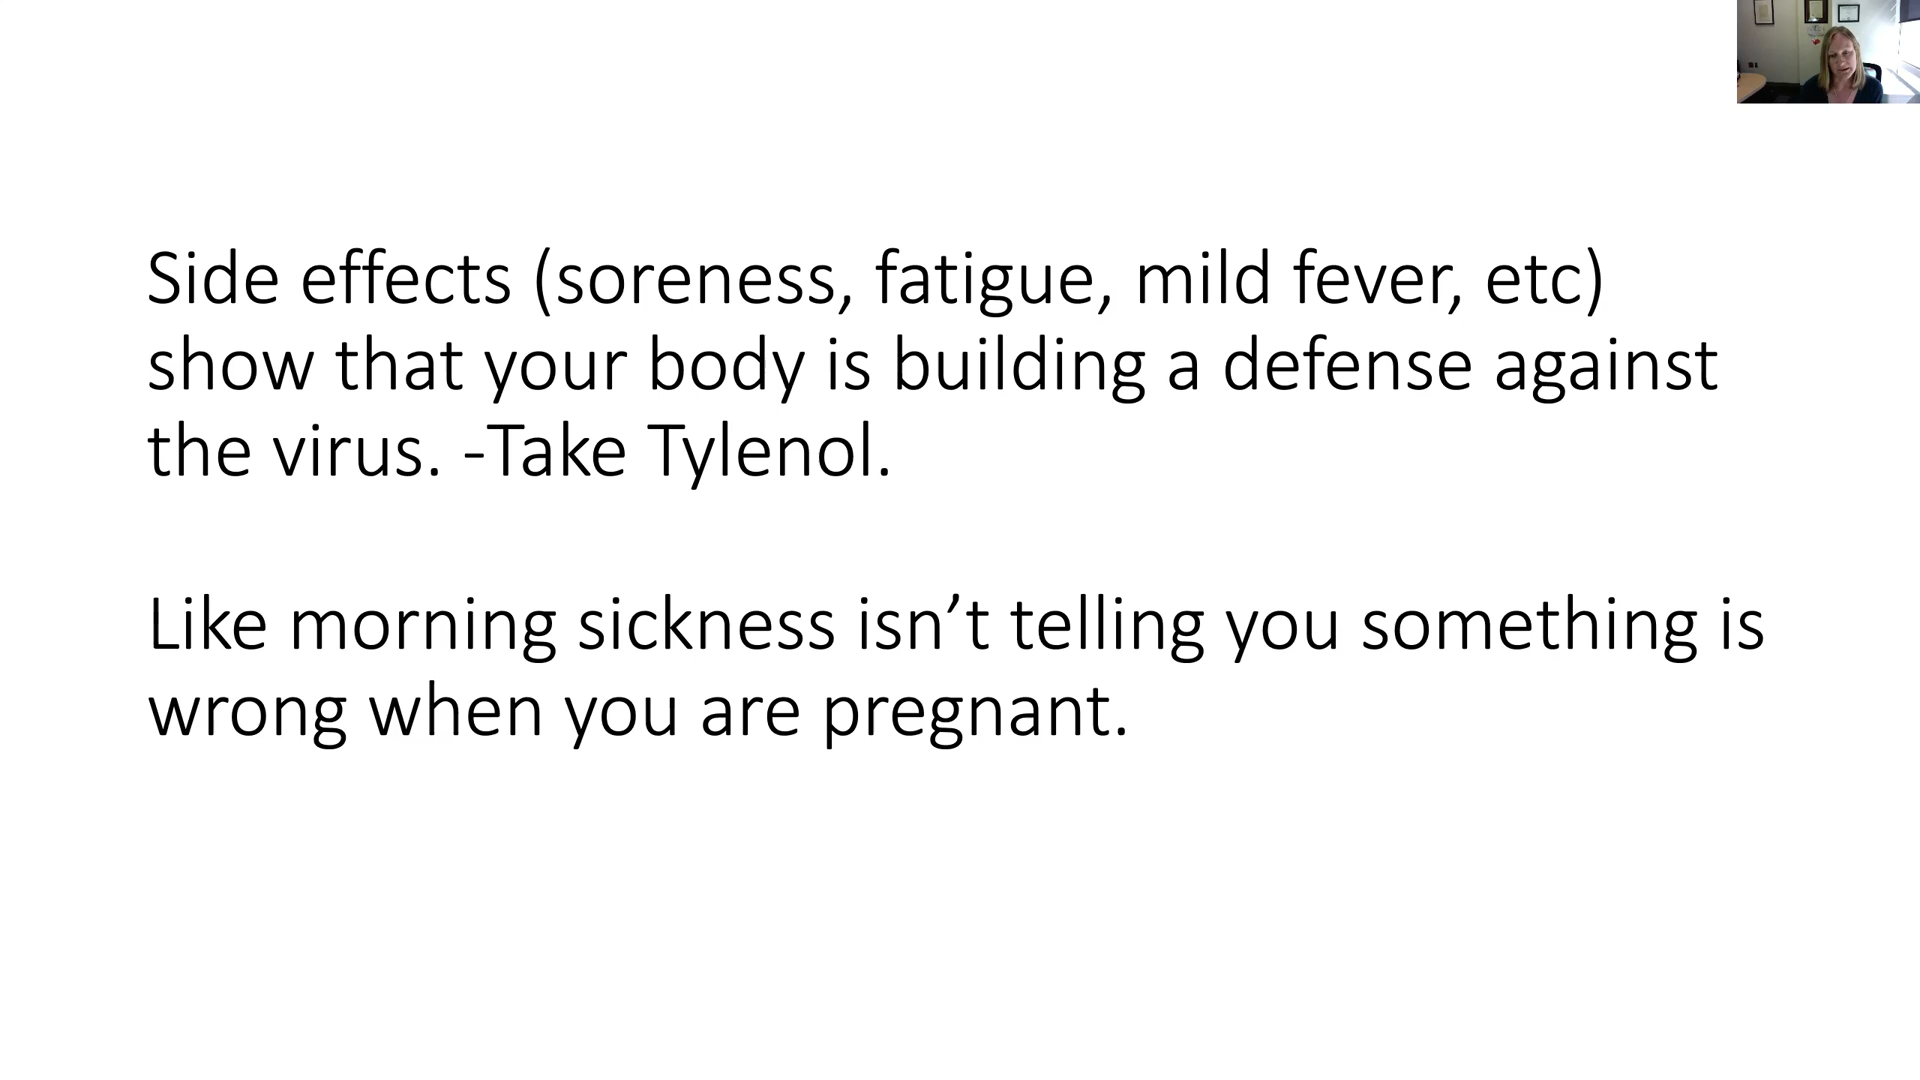 Side effects (soreness, fatigue, mild fever, etc)
show that your body is building a defense against
the virus. -Take Tylenol.
Like morning sickness isn’t telling you something is
wrong when you are pregnant.